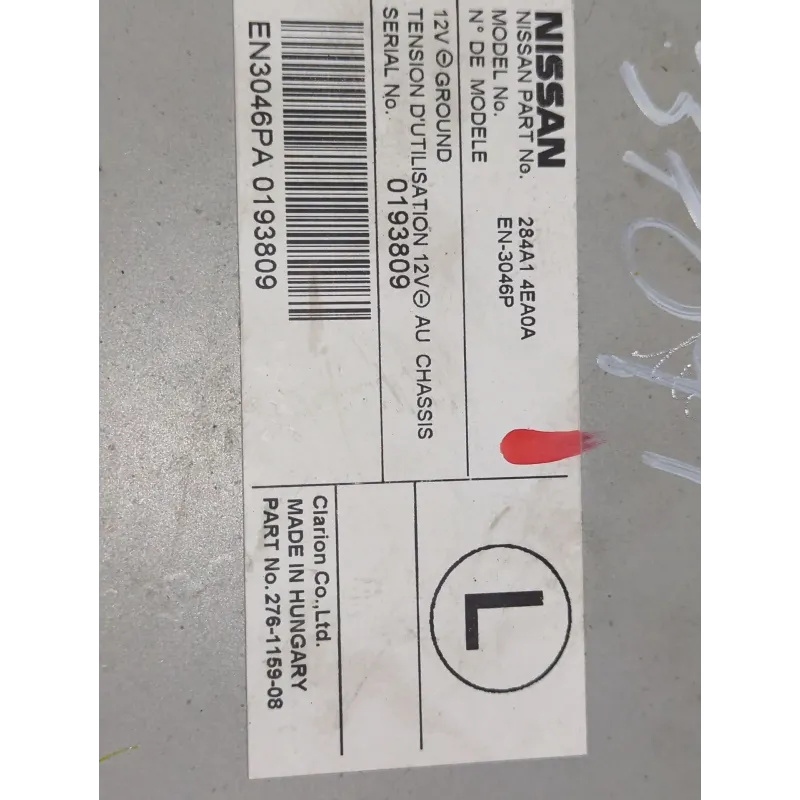 NISSAN
NISSAN PART No. 284A1 4EA0A
MODEL No. EN-3046P
N° DE MODELE
12V ⊖ GROUND
TENSION D'UTILISATION 12V ⊖ AU CHASSIS
SERIAL No. 0193809
EN3046PA 0193809
L
Clarion Co.,Ltd.
MADE IN HUNGARY
PART No. 276-1159-08